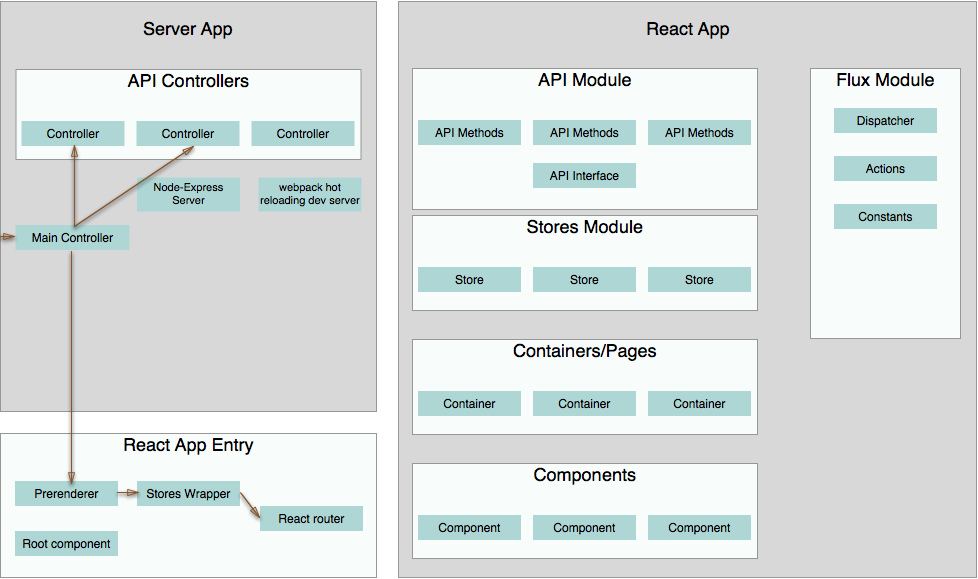 Server App
API Controllers
Controller
Controller
Controller
Node-Express
Server
webpack hot
reloading dev server
Main Controller
React App Entry
Prerenderer
Stores Wrapper
React router
Root component
React App
API Module
API Methods
API Methods
API Methods
API Interface
Stores Module
Store
Store
Store
Containers/Pages
Container
Container
Container
Components
Component
Component
Component
Flux Module
Dispatcher
Actions
Constants